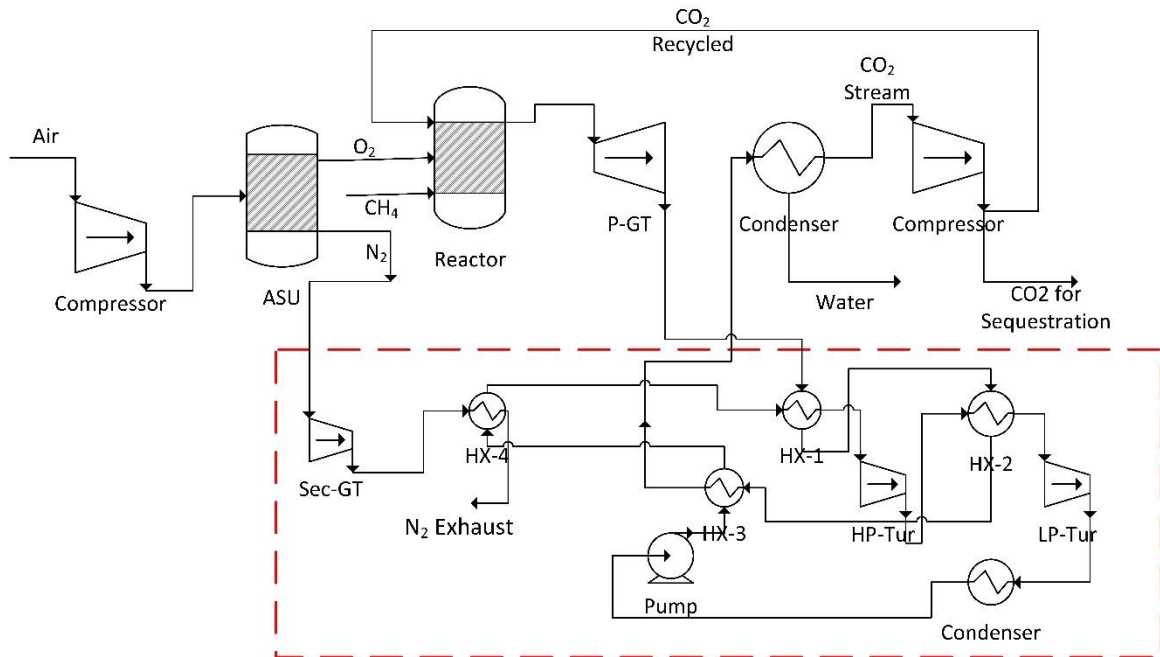 CO₂
Recycled
CO₂
Stream
Air
O₂
CH₄
N₂
P-GT
Condenser
Compressor
Reactor
Compressor
ASU
Water
CO2 for
Sequestration
HX-4
HX-1
HX-2
Sec-GT
N₂ Exhaust
HX-3
HP-Tur
LP-Tur
Pump
Condenser